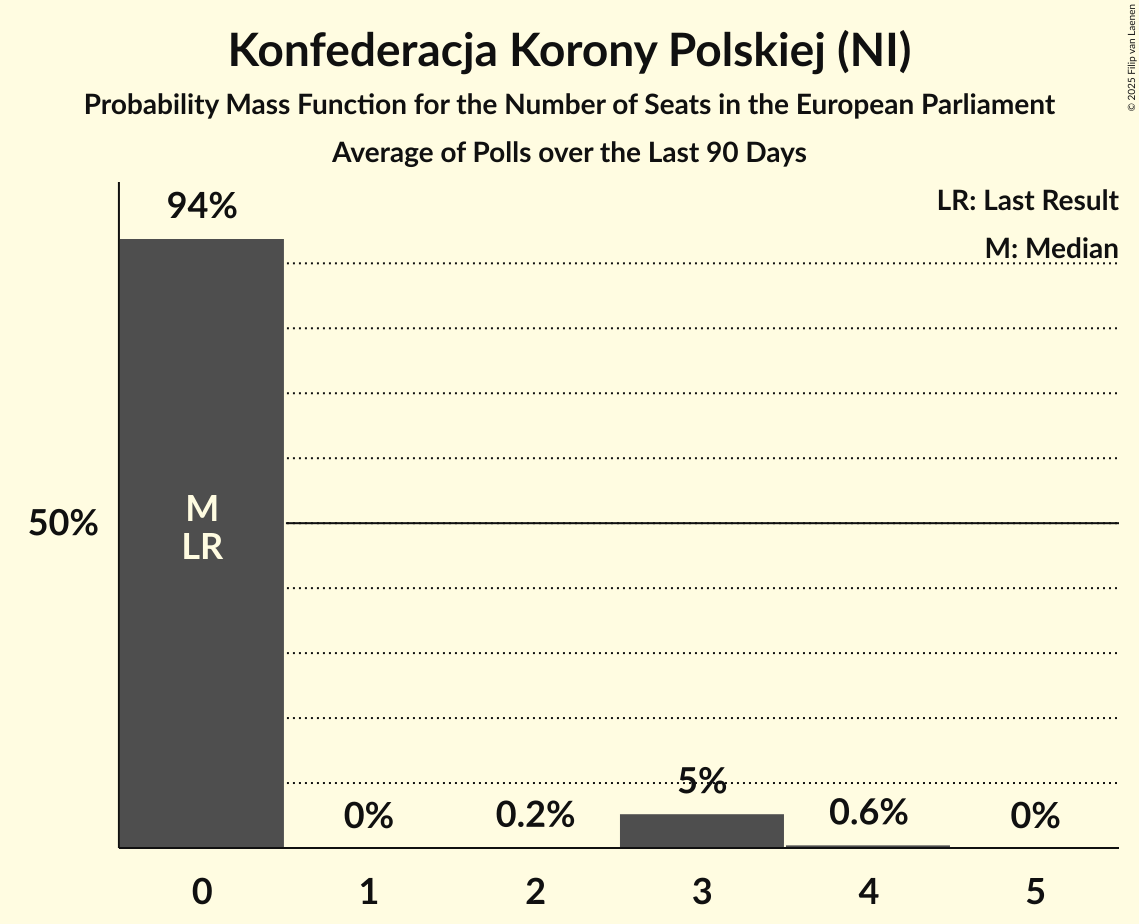 Konfederacja Korony Polskiej (NI)
Probability Mass Function for the Number of Seats in the European Parliament
Average of Polls over the Last 90 Days
© 2025 Filip van Laenen
LR: Last Result
M: Median
94%
50%
M
LR
0%
0.2%
5%
0.6%
0%
0 1 2 3 4 5